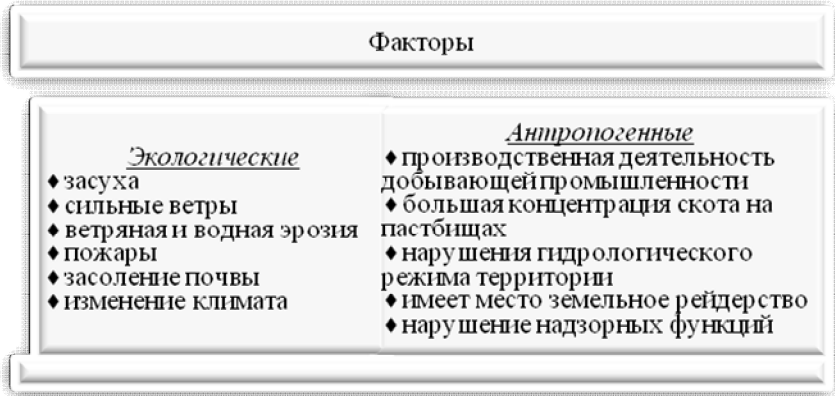 Факторы
Экологические
♦ засуха
♦ сильные ветры
♦ ветряная и водная эрозия
♦ пожары
♦ засоление почвы
♦ изменение климата
Антропогенные
♦ производственная деятельность
добывающей промышленности
♦ большая концентрация скота на
пастбищах
♦ нарушения гидрологического
режима территории
♦ имеет место земельное рейдерство
♦ нарушение надзорных функций